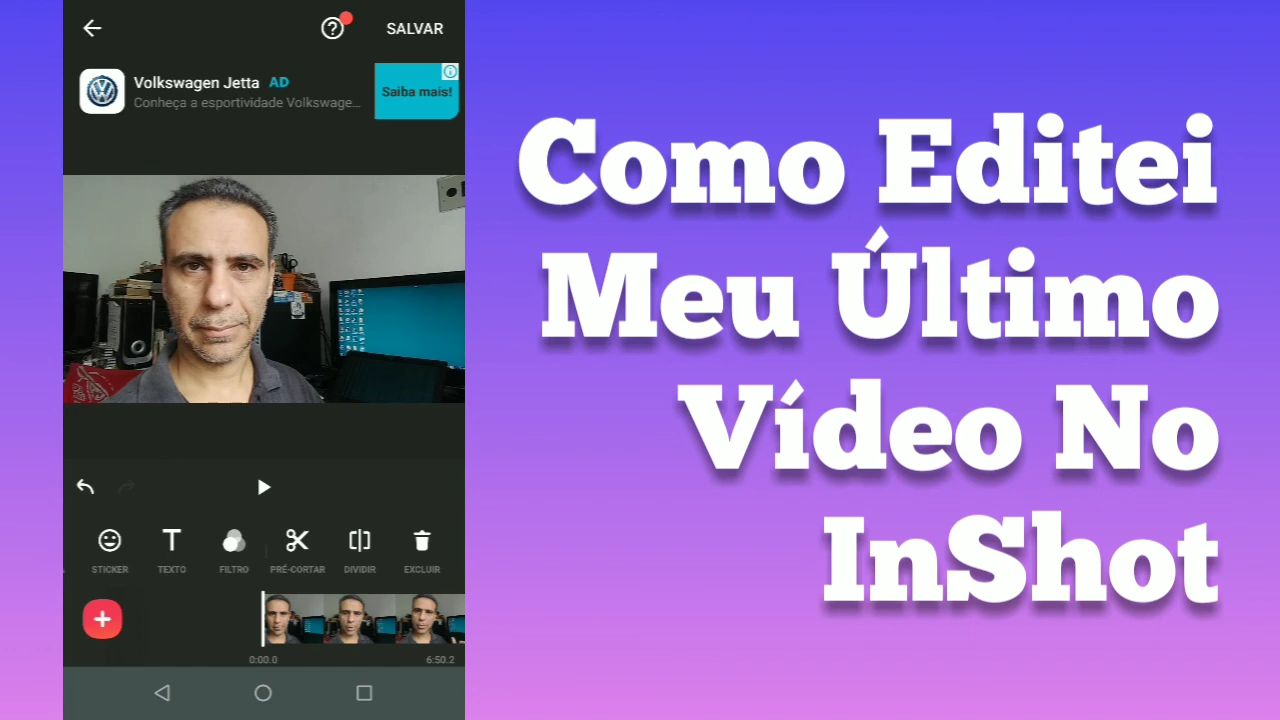 SALVAR
Volkswagen Jetta AD
Conheça a esportividade Volkswage...
Saiba mais!
Como Editei
Meu Último
Vídeo No
InShot
STICKER TEXTO FILTRO PRÉ-CORTAR DIVIDIR EXCLUIR
0:00.0 6:50.2